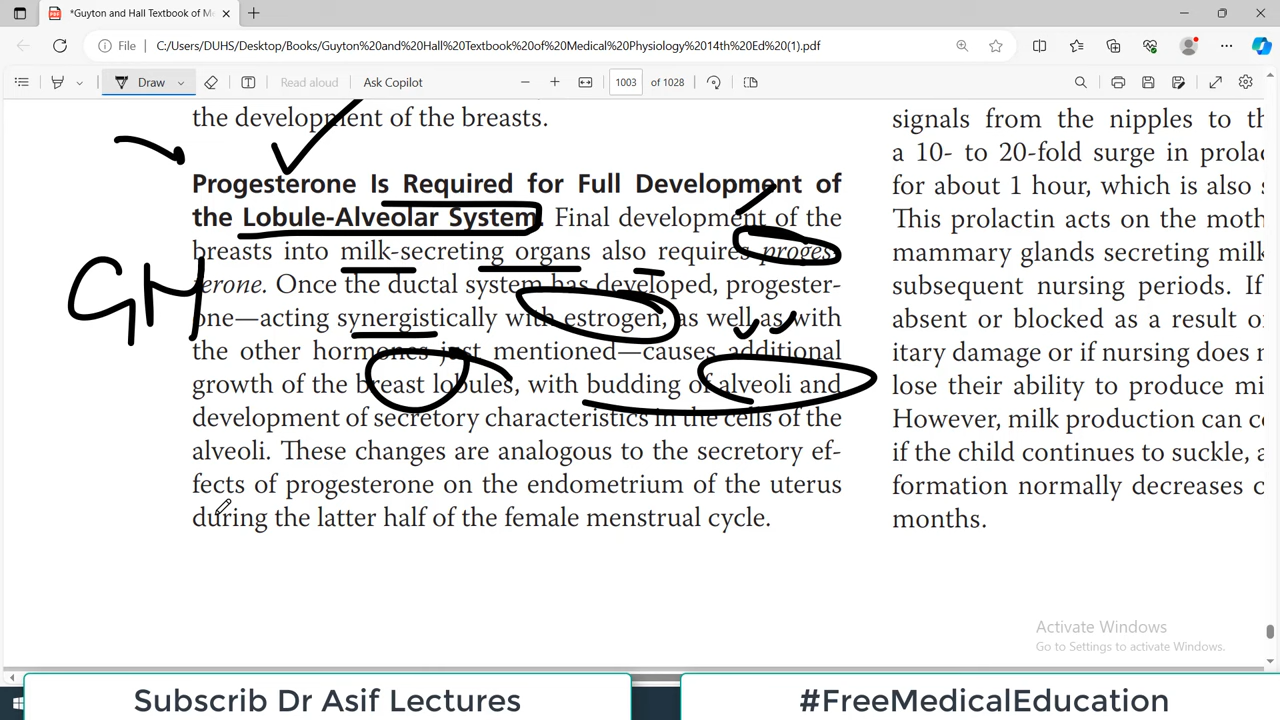 *Guyton and Hall Textbook of Me
File
C:/Users/DUHS/Desktop/Books/Guyton%20and%20Hall%20Textbook%20of%20Medical%20Physiology%2014th%20Ed%20(1).pdf
Draw
Read aloud
Ask Copilot
1003 of 1028
the development of the breasts.
Progesterone Is Required for Full Development of
the Lobule-Alveolar System. Final development of the
breasts into milk-secreting organs also requires proges-
terone. Once the ductal system has developed, progester-
one—acting synergistically with estrogen, as well as with
the other hormones just mentioned—causes additional
growth of the breast lobules, with budding of alveoli and
development of secretory characteristics in the cells of the
alveoli. These changes are analogous to the secretory ef-
fects of progesterone on the endometrium of the uterus
during the latter half of the female menstrual cycle.
GH
signals from the nipples to th
a 10- to 20-fold surge in prola
for about 1 hour, which is also s
This prolactin acts on the moth
mammary glands secreting milk
subsequent nursing periods. If
absent or blocked as a result o
itary damage or if nursing does n
lose their ability to produce mi
However, milk production can co
if the child continues to suckle, a
formation normally decreases c
months.
Activate Windows
Go to Settings to activate Windows.
Subscrib Dr Asif Lectures
#FreeMedicalEducation